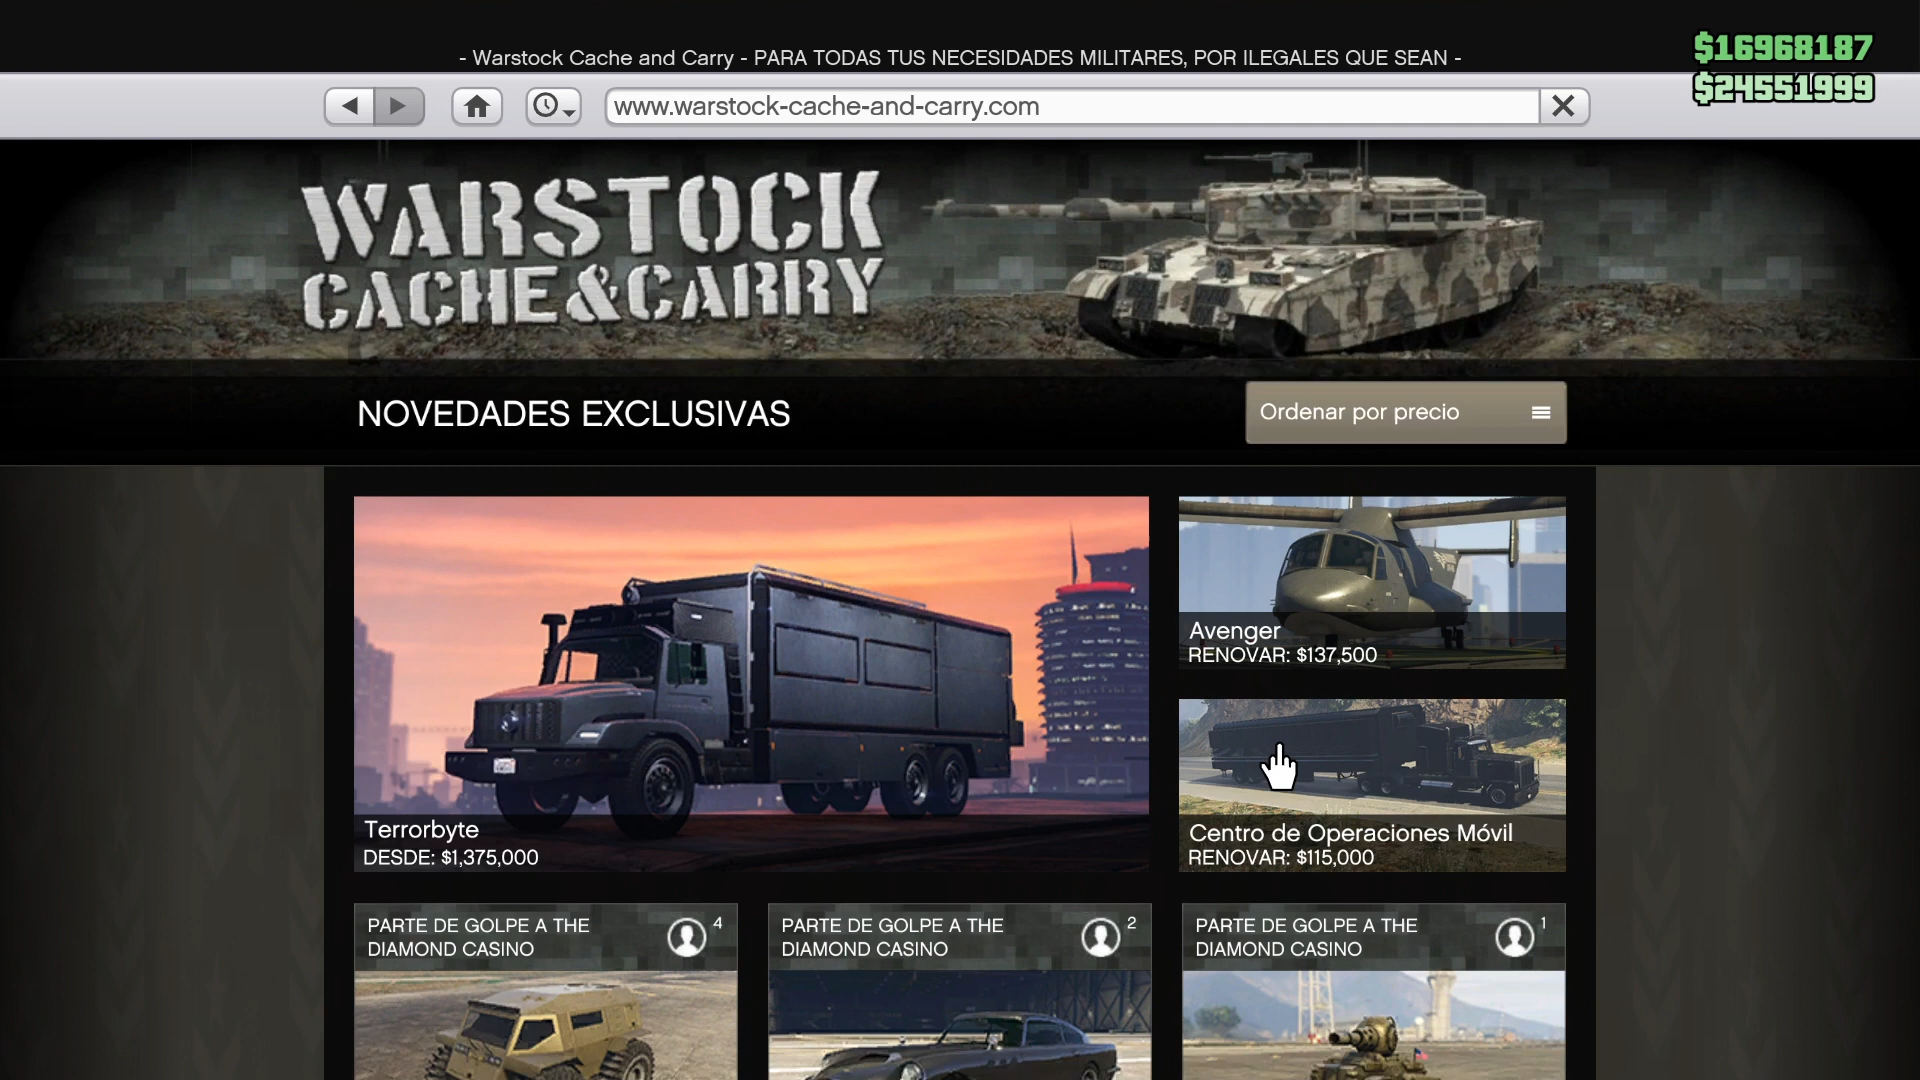 - Warstock Cache and Carry - PARA TODAS TUS NECESIDADES MILITARES, POR ILEGALES QUE SEAN -
$16968187
$24551999
www.warstock-cache-and-carry.com
WARSTOCK
CACHE & CARRY
NOVEDADES EXCLUSIVAS
Ordenar por precio
Terrorbyte
DESDE: $1,375,000
Avenger
RENOVAR: $137,500
Centro de Operaciones Móvil
RENOVAR: $115,000
PARTE DE GOLPE A THE
DIAMOND CASINO
4
PARTE DE GOLPE A THE
DIAMOND CASINO
2
PARTE DE GOLPE A THE
DIAMOND CASINO
1